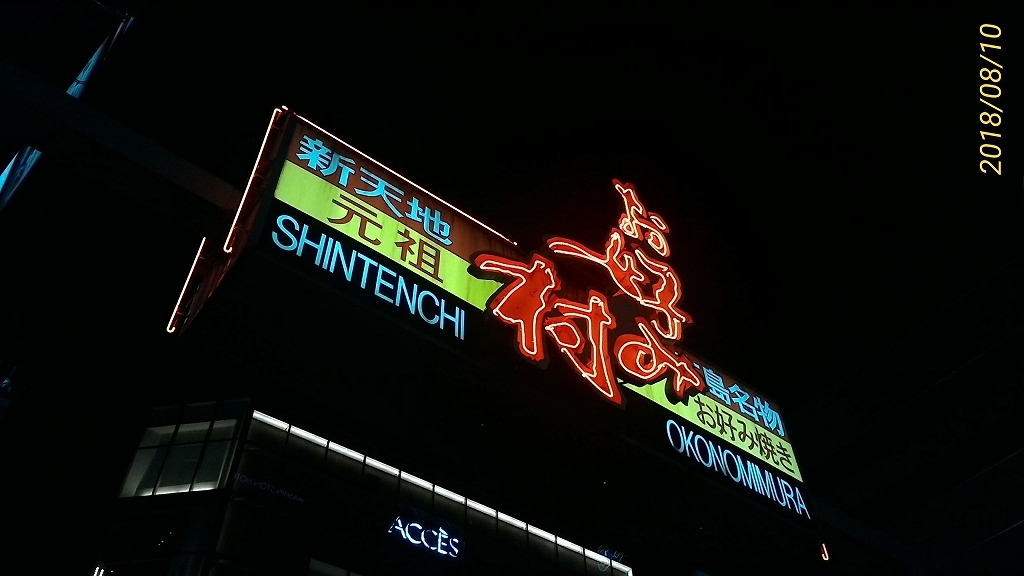 2018/08/10
新天地
元祖
SHINTENCHI
お好み
村
島名物
お好み焼き
OKONOMIMURA
ACCÈS